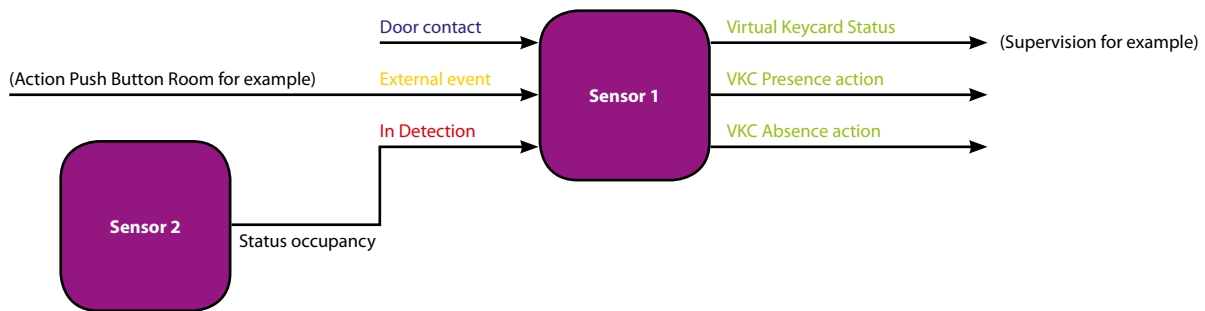 Door contact
Virtual Keycard Status
(Supervision for example)
(Action Push Button Room for example)
External event
Sensor 1
VKC Presence action
In Detection
VKC Absence action
Sensor 2
Status occupancy